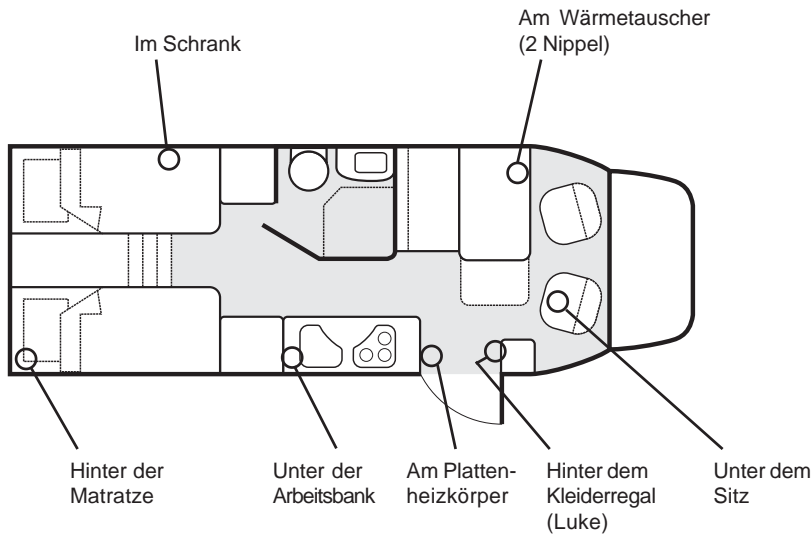 Im Schrank
Am Wärmetauscher
(2 Nippel)
Hinter der
Matratze
Unter der
Arbeitsbank
Am Platten-
heizkörper
Hinter dem
Kleiderregal
(Luke)
Unter dem
Sitz